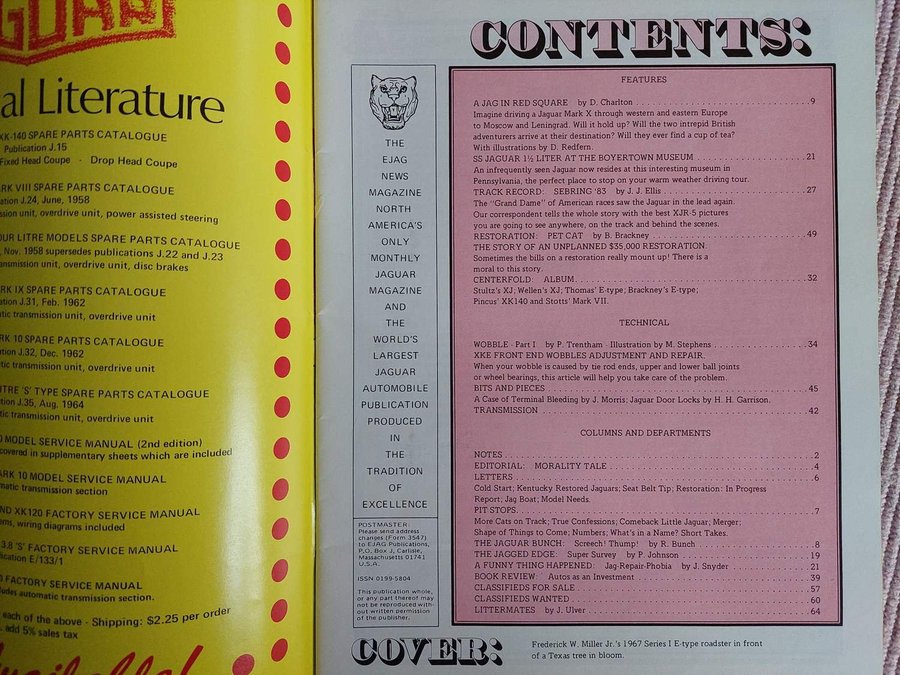 GUAR
al Literature
XK-140 SPARE PARTS CATALOGUE
Publication J.15
Fixed Head Coupe · Drop Head Coupe
ARK VIII SPARE PARTS CATALOGUE
ation J.24, June, 1958
ssion unit, overdrive unit, power assisted steering
OUR LITRE MODELS SPARE PARTS CATALOGUE
, Nov. 1958 supersedes publications J.22 and J.23
ansmission unit, overdrive unit, disc brakes
RK IX SPARE PARTS CATALOGUE
ation J.31, Feb. 1962
tic transmission unit, overdrive unit
RK 10 SPARE PARTS CATALOGUE
ation J.32, Dec. 1962
tic transmission unit, overdrive unit
ITRE 'S' TYPE SPARE PARTS CATALOGUE
tion J.35, Aug. 1964
tic transmission unit, overdrive unit
0 MODEL SERVICE MANUAL (2nd edition)
covered in supplementary sheets which are included
ARK 10 MODEL SERVICE MANUAL
matic transmission section
ND XK120 FACTORY SERVICE MANUAL
ems, wiring diagrams included
3.8 'S' FACTORY SERVICE MANUAL
lication E/133/1
0 FACTORY SERVICE MANUAL
udes automatic transmission section.
each of the above · Shipping: $2.25 per order
. add 5% sales tax
CONTENTS:
THE
EJAG
NEWS
MAGAZINE
NORTH
AMERICA'S
ONLY
MONTHLY
JAGUAR
MAGAZINE
AND
THE
WORLD'S
LARGEST
JAGUAR
AUTOMOBILE
PUBLICATION
PRODUCED
IN
THE
TRADITION
OF
EXCELLENCE
POSTMASTER:
Please send address
changes (Form 3547)
to EJAG Publications,
P.O. Box J, Carlisle,
Massachusetts 01741
U.S.A.
ISSN 0199-5804
This publication whole,
or any part thereof may
not be reproduced with-
out written permission
of the publisher.
FEATURES
A JAG IN RED SQUARE by D. Charlton 9
Imagine driving a Jaguar Mark X through western and eastern Europe
to Moscow and Leningrad. Will it hold up? Will the two intrepid British
adventurers arrive at their destination? Will they ever find a cup of tea?
With illustrations by D. Redfern.
SS JAGUAR 1½ LITER AT THE BOYERTOWN MUSEUM 21
An infrequently seen Jaguar now resides at this interesting museum in
Pennsylvania, the perfect place to stop on your warm weather driving tour.
TRACK RECORD: SEBRING '83 by J. J. Ellis 27
The "Grand Dame" of American races saw the Jaguar in the lead again.
Our correspondent tells the whole story with the best XJR-5 pictures
you are going to see anywhere, on the track and behind the scenes.
RESTORATION: PET CAT by B. Brackney 49
THE STORY OF AN UNPLANNED $35,000 RESTORATION.
Sometimes the bills on a restoration really mount up! There is a
moral to this story.
CENTERFOLD: ALBUM 32
Stultz's XJ; Wellen's XJ; Thomas' E-type; Brackney's E-type;
Pincus' XK140 and Stotts' Mark VII.
TECHNICAL
WOBBLE - Part I by P. Trentham - Illustration by M. Stephens 34
XKE FRONT END WOBBLES ADJUSTMENT AND REPAIR.
When your wobble is caused by tie rod ends, upper and lower ball joints
or wheel bearings, this article will help you take care of the problem.
BITS AND PIECES 45
A Case of Terminal Bleeding by J. Morris; Jaguar Door Locks by H. H. Garrison.
TRANSMISSION 42
COLUMNS AND DEPARTMENTS
NOTES 2
EDITORIAL: MORALITY TALE 4
LETTERS 6
Cold Start; Kentucky Restored Jaguars; Seat Belt Tip; Restoration: In Progress
Report; Jag Boat; Model Needs.
PIT STOPS. 7
More Cats on Track; True Confessions; Comeback Little Jaguar; Merger;
Shape of Things to Come; Numbers; What's in a Name? Short Takes.
THE JAGUAR BUNCH: Screech! Thump! by R. Bunch 8
THE JAGGED EDGE: Super Survey by P. Johnson 19
A FUNNY THING HAPPENED: Jag-Repair-Phobia by J. Snyder 21
BOOK REVIEW: Autos as an Investment 39
CLASSIFIEDS FOR SALE 57
CLASSIFIEDS WANTED 60
LITTERMATES by J. Ulver 64
COVER:
Frederick W. Miller Jr.'s 1967 Series I E-type roadster in front
of a Texas tree in bloom.